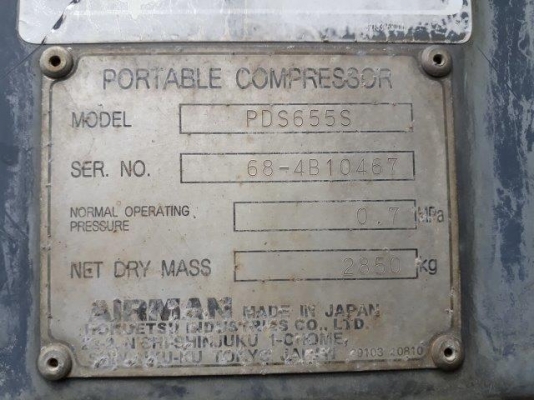 PORTABLE COMPRESSOR
MODEL PDS655S
SER. NO. 68-4B10467
NORMAL OPERATING PRESSURE 0.7 MPa
NET DRY MASS 2850 kg
AIRMAN MADE IN JAPAN
HOKUETSU INDUSTRIES CO., LTD.
NISHI-SHINJUKU 1-CHOME,
SHINJUKU-KU TOKYO JAPAN 20810